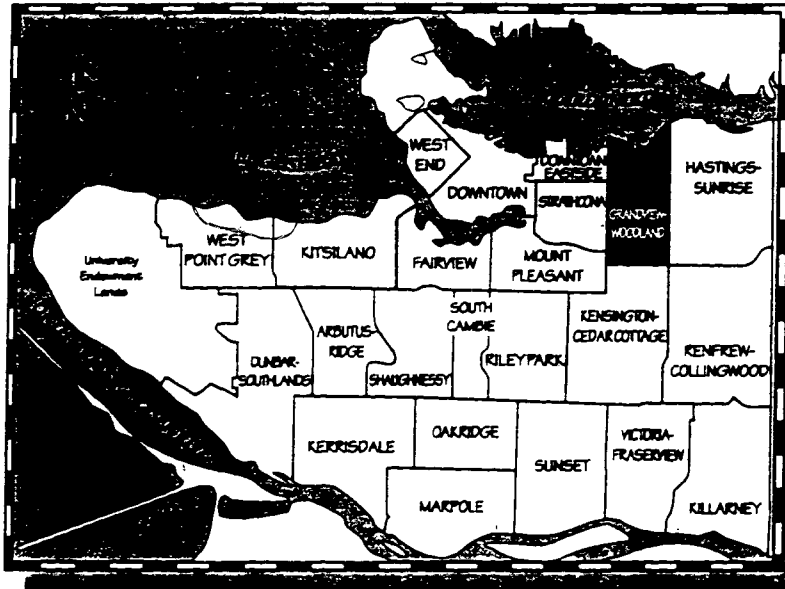 WEST
END
DOWNTOWN
EASTSIDE
HASTINGS-
SUNRISE
DOWNTOWN
STRATHCONA
GRANDVIEW-
WOODLAND
University
Endowment
Lands
WEST
POINT GREY
KITSILANO
FAIRVIEW
MOUNT
PLEASANT
SOUTH
CAMBIE
KENSINGTON-
CEDAR COTTAGE
ARBUTUS-
RIDGE
DUNBAR-
SOUTHLANDS
SHAUGHNESSY
RILEY PARK
RENFREW-
COLLINGWOOD
KERRISDALE
OAKRIDGE
SUNSET
VICTORIA-
FRASERVIEW
MARPOLE
KILLARNEY